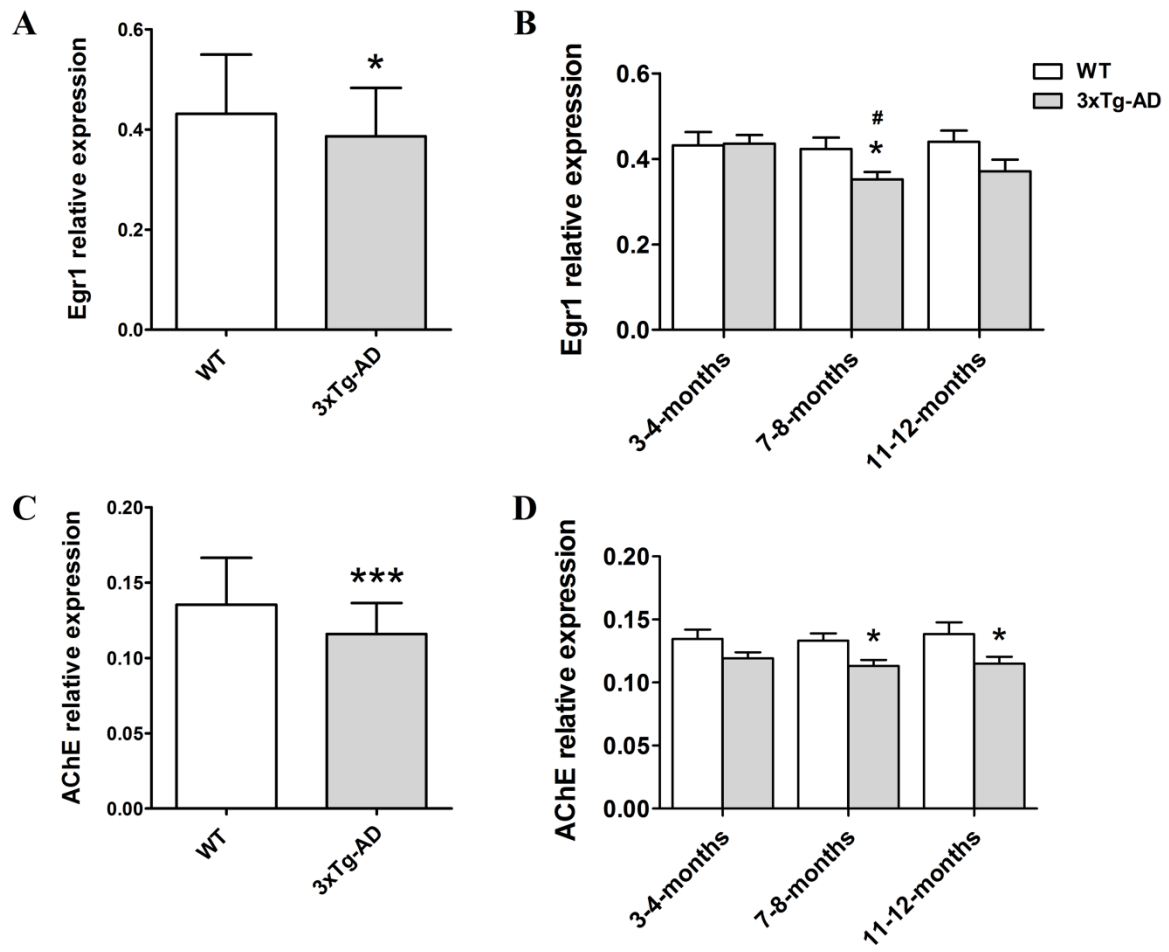 A
Egr1 relative expression
0.6
0.4
0.2
0.0
*
WT
3xTg-AD
B
Egr1 relative expression
0.6
0.4
0.2
0.0
#
*
WT
3xTg-AD
3-4-months
7-8-months
11-12-months
C
AChE relative expression
0.20
0.15
0.10
0.05
0.00
***
WT
3xTg-AD
D
AChE relative expression
0.20
0.15
0.10
0.05
0.00
*
*
3-4-months
7-8-months
11-12-months